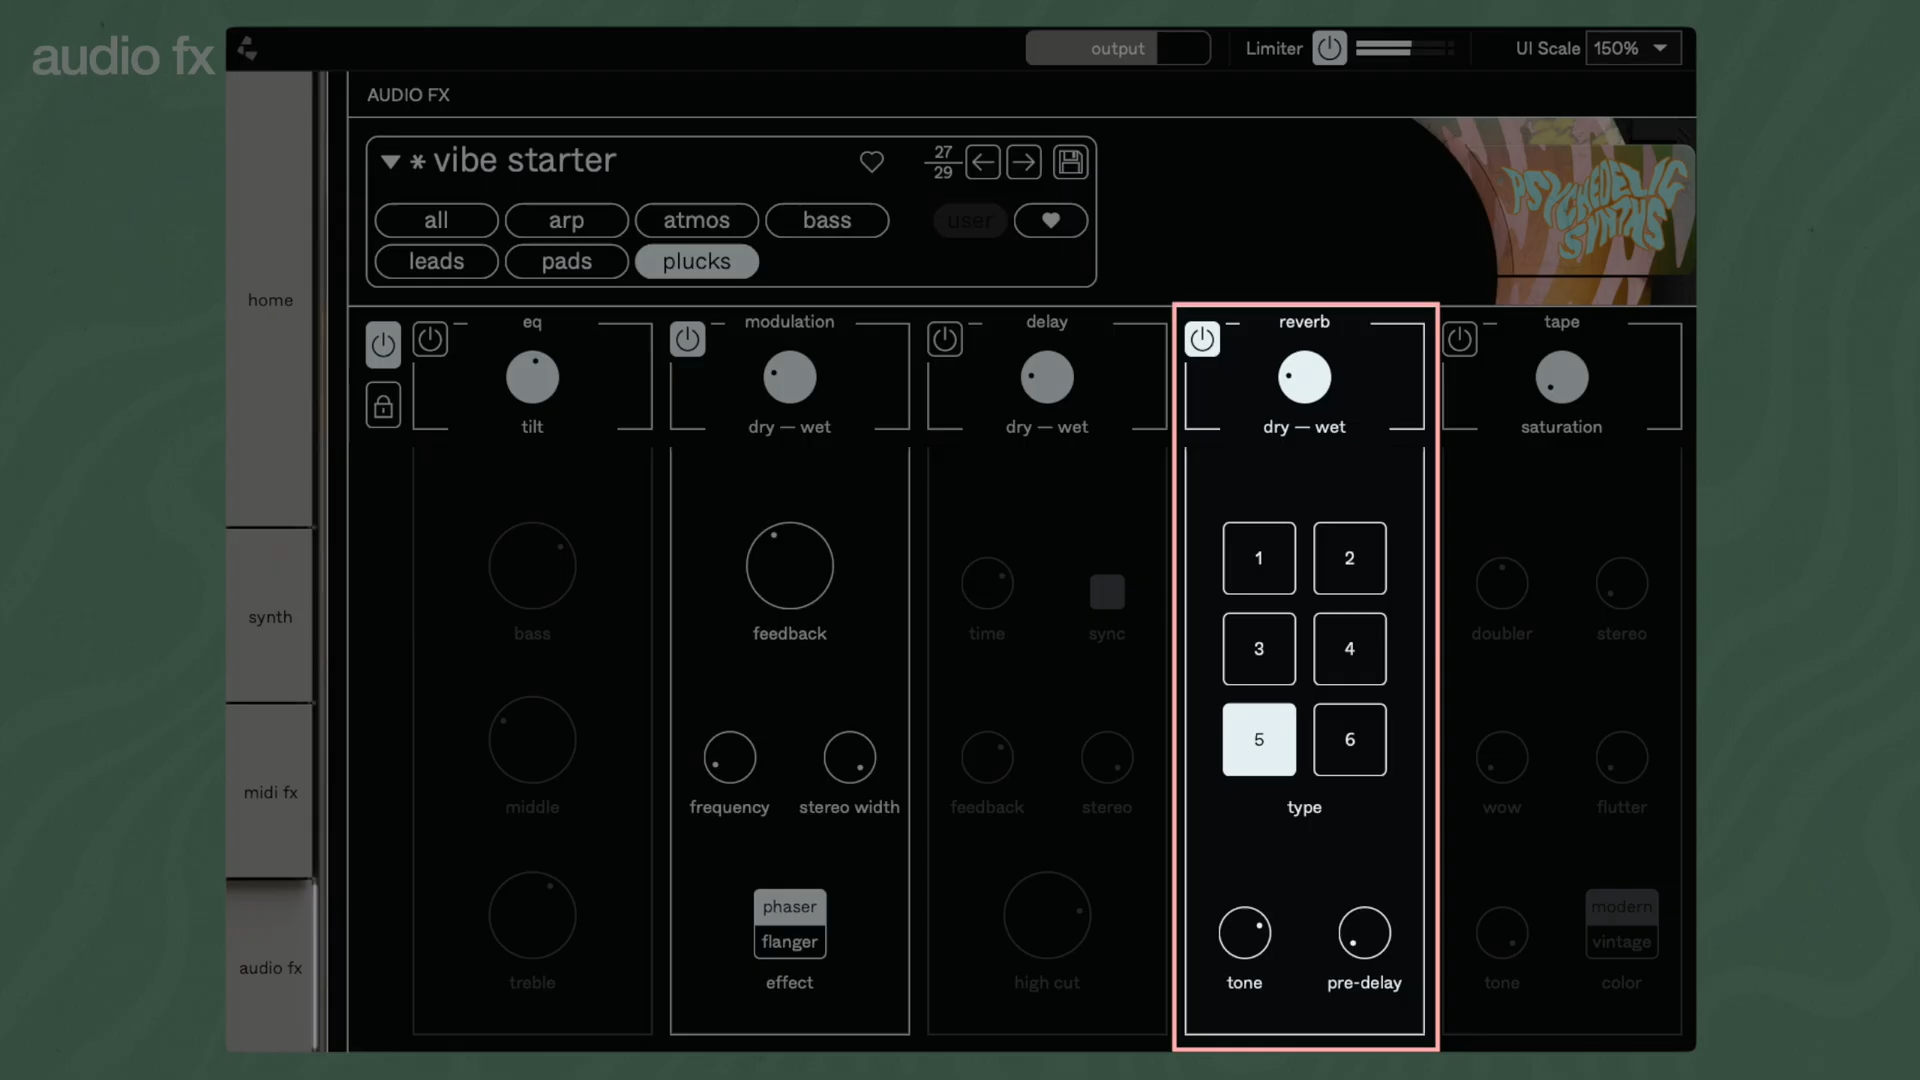 audio fx
output
Limiter
UI Scale 150%
AUDIO FX
* vibe starter
27
29
all arp atmos bass user
leads pads plucks
PSYCHEDELIC
SYNTHS
home
synth
midi fx
audio fx
eq
tilt
bass
middle
treble
modulation
dry — wet
feedback
frequency stereo width
phaser
flanger
effect
delay
dry — wet
time sync
feedback stereo
high cut
reverb
dry — wet
1 2
3 4
5 6
type
tone pre-delay
tape
saturation
doubler stereo
wow flutter
modern
vintage
tone color